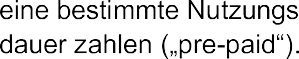 eine bestimmte Nutzungs
dauer zahlen („pre-paid“).